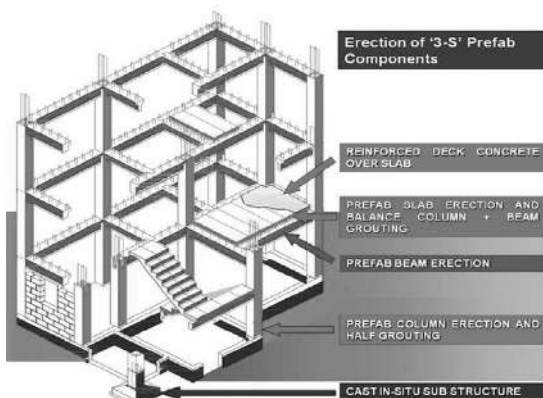 Erection of '3-S' Prefab
Components
REINFORCED DECK CONCRETE
OVER SLAB
PREFAB SLAB ERECTION AND
BALANCE COLUMN + BEAM
GROUTING
PREFAB BEAM ERECTION
PREFAB COLUMN ERECTION AND
HALF GROUTING
CAST IN-SITU SUB STRUCTURE